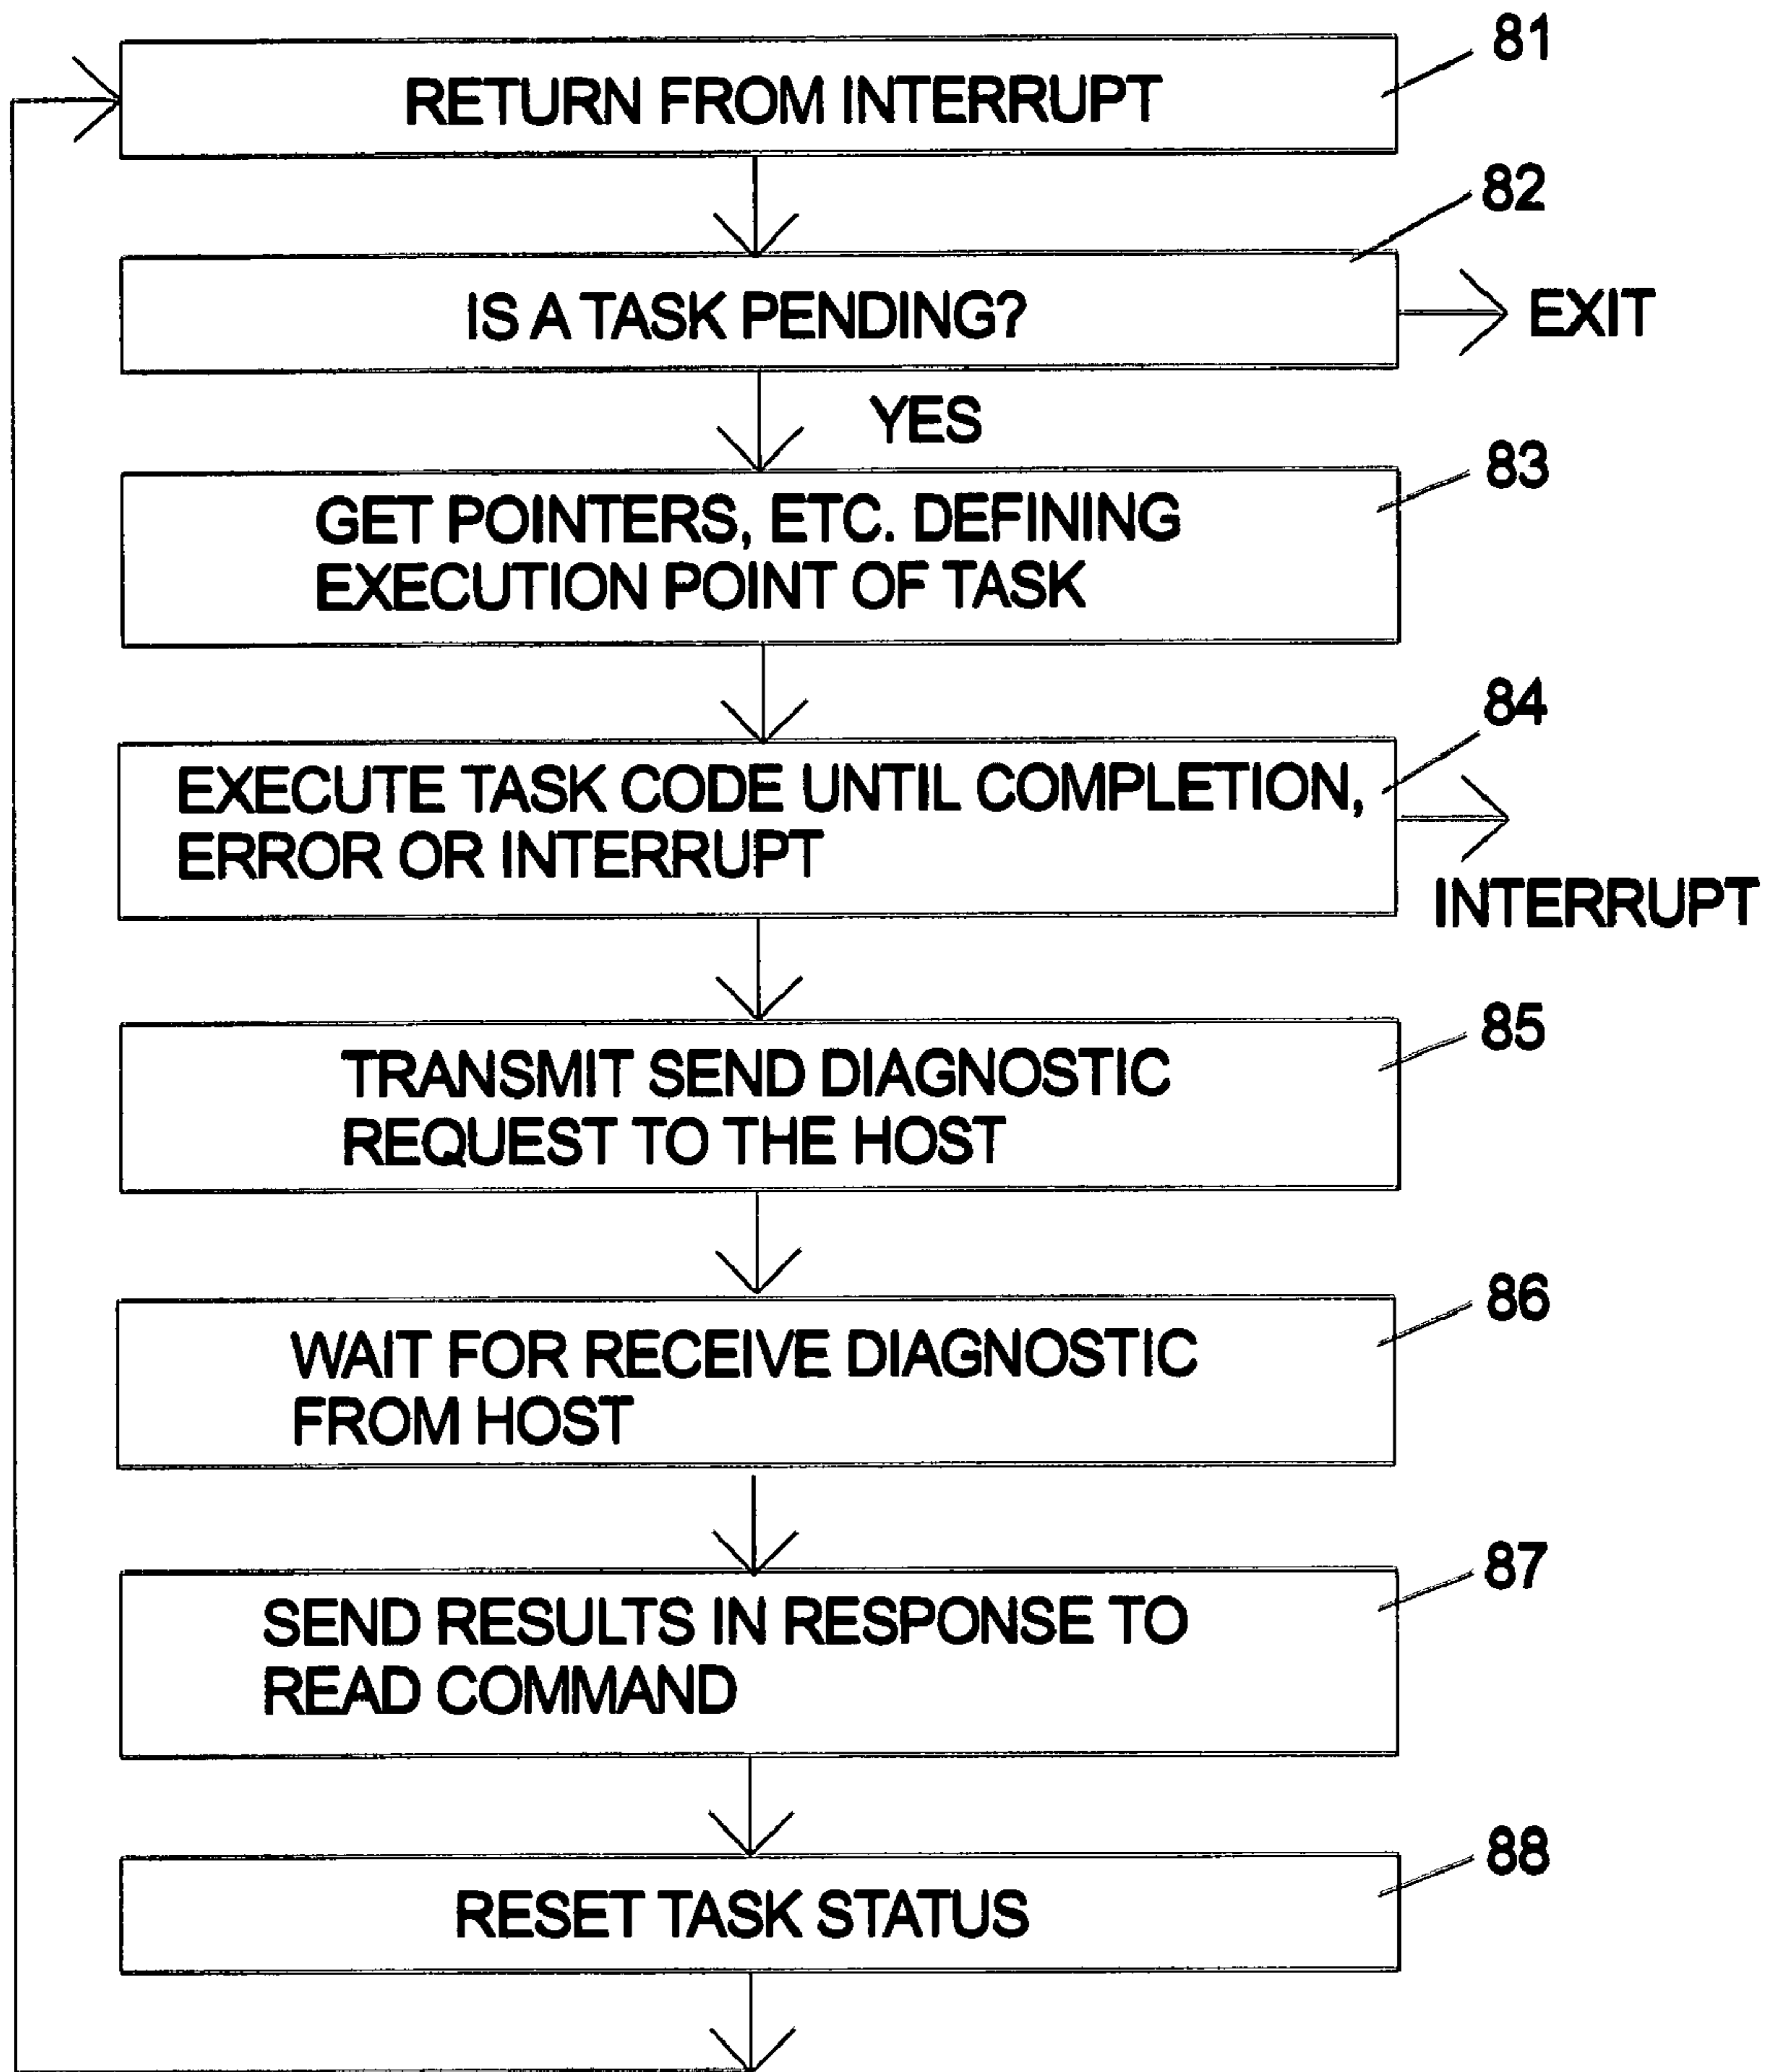 81
RETURN FROM INTERRUPT
82
IS A TASK PENDING?
EXIT
YES
83
GET POINTERS, ETC. DEFINING
EXECUTION POINT OF TASK
84
EXECUTE TASK CODE UNTIL COMPLETION,
ERROR OR INTERRUPT
INTERRUPT
85
TRANSMIT SEND DIAGNOSTIC
REQUEST TO THE HOST
86
WAIT FOR RECEIVE DIAGNOSTIC
FROM HOST
87
SEND RESULTS IN RESPONSE TO
READ COMMAND
88
RESET TASK STATUS